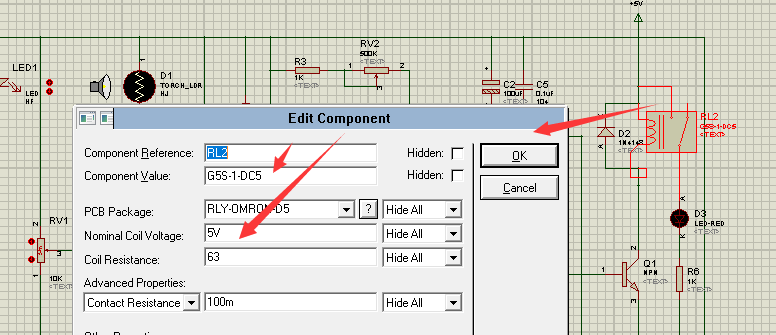 +5V
RV2
500K
<TEXT>
LED1
R3
1K
<TEXT>
1
2
D1
TORCH_LDR
HJ
C2
100uF
<TEXT>
C5
0.1uF
10+
LED
HF
RL2
G5S-1-DC5
<TEXT>
D2
<TEXT>
Edit Component
Component Reference:
RL2
Hidden:
Component Value:
G5S-1-DC5
Hidden:
OK
Cancel
PCB Package:
RLY-OMRON-D5
?
Hide All
Nominal Coil Voltage:
5V
Hide All
Coil Resistance:
63
Hide All
Advanced Properties:
Contact Resistance
100m
Hide All
RV1
2
3
1
10K
<TEXT>
D3
LED-RED
<TEXT>
A
K
Q1
NPN
<TEXT>
1
R6
1K
<TEXT>